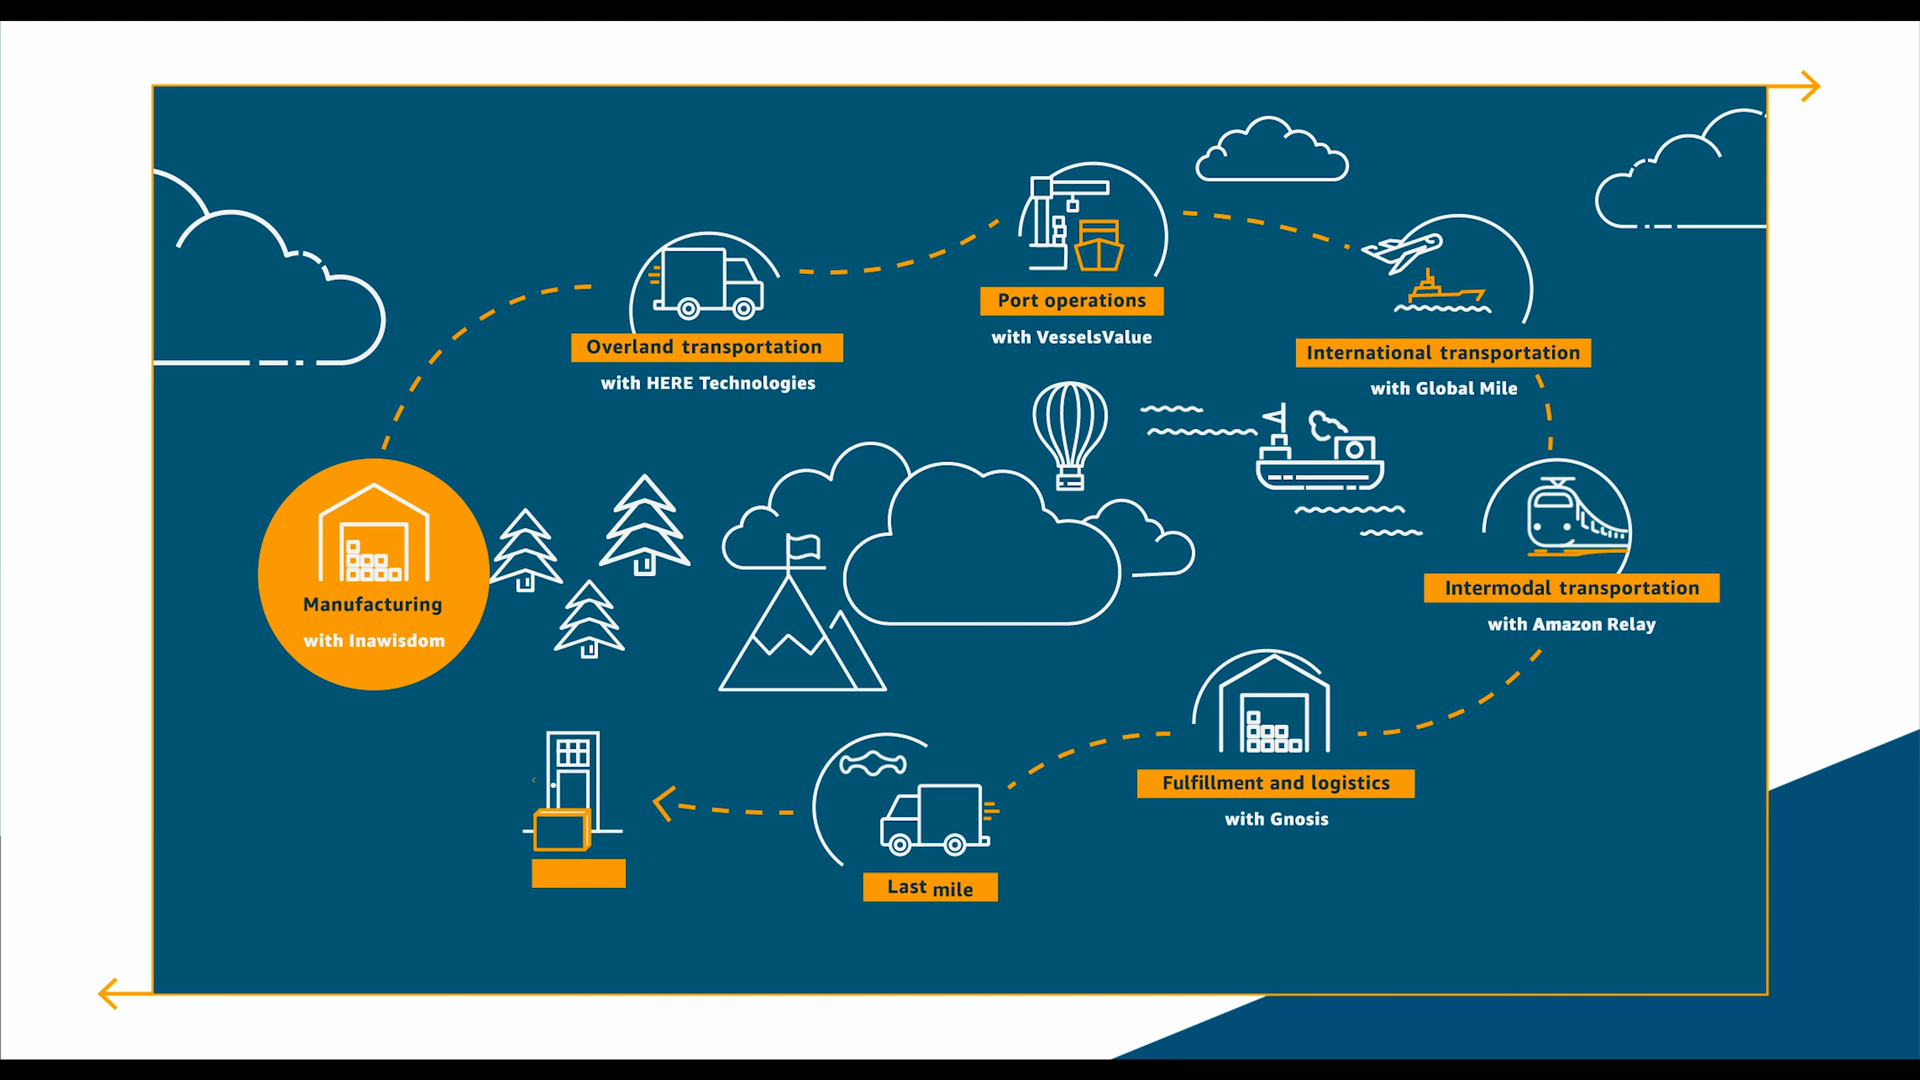 Manufacturing
with Inawisdom
Overland transportation
with HERE Technologies
Port operations
with VesselsValue
International transportation
with Global Mile
Intermodal transportation
with Amazon Relay
Fulfillment and logistics
with Gnosis
Last mile